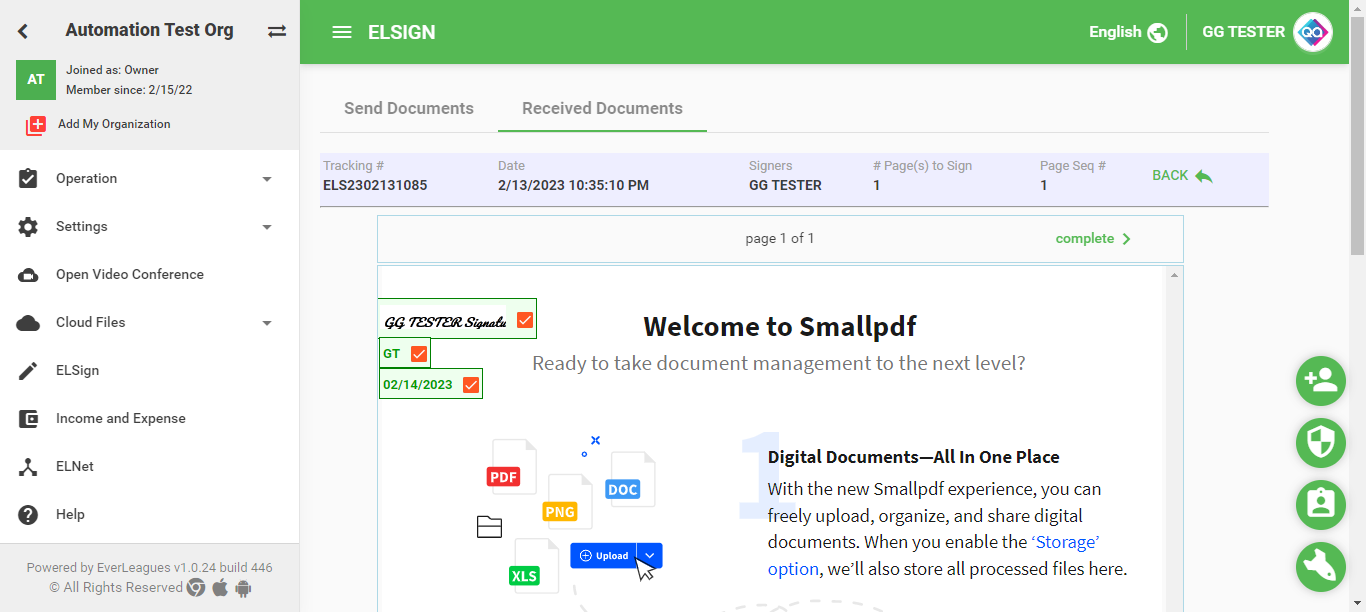 Automation Test Org
AT
Joined as: Owner
Member since: 2/15/22
Add My Organization
Operation
Settings
Open Video Conference
Cloud Files
ELSign
Income and Expense
ELNet
Help
Powered by EverLeagues v1.0.24 build 446
© All Rights Reserved
ELSIGN
English
GG TESTER
QA
Send Documents
Received Documents
Tracking # Date Signers # Page(s) to Sign Page Seq #
ELS2302131085 2/13/2023 10:35:10 PM GG TESTER 1 1
BACK
page 1 of 1
complete
GG TESTER Signatu
GT
02/14/2023
Welcome to Smallpdf
Ready to take document management to the next level?
PDF
DOC
PNG
XLS
Upload
1
Digital Documents—All In One Place
With the new Smallpdf experience, you can
freely upload, organize, and share digital
documents. When you enable the ‘Storage’
option, we’ll also store all processed files here.